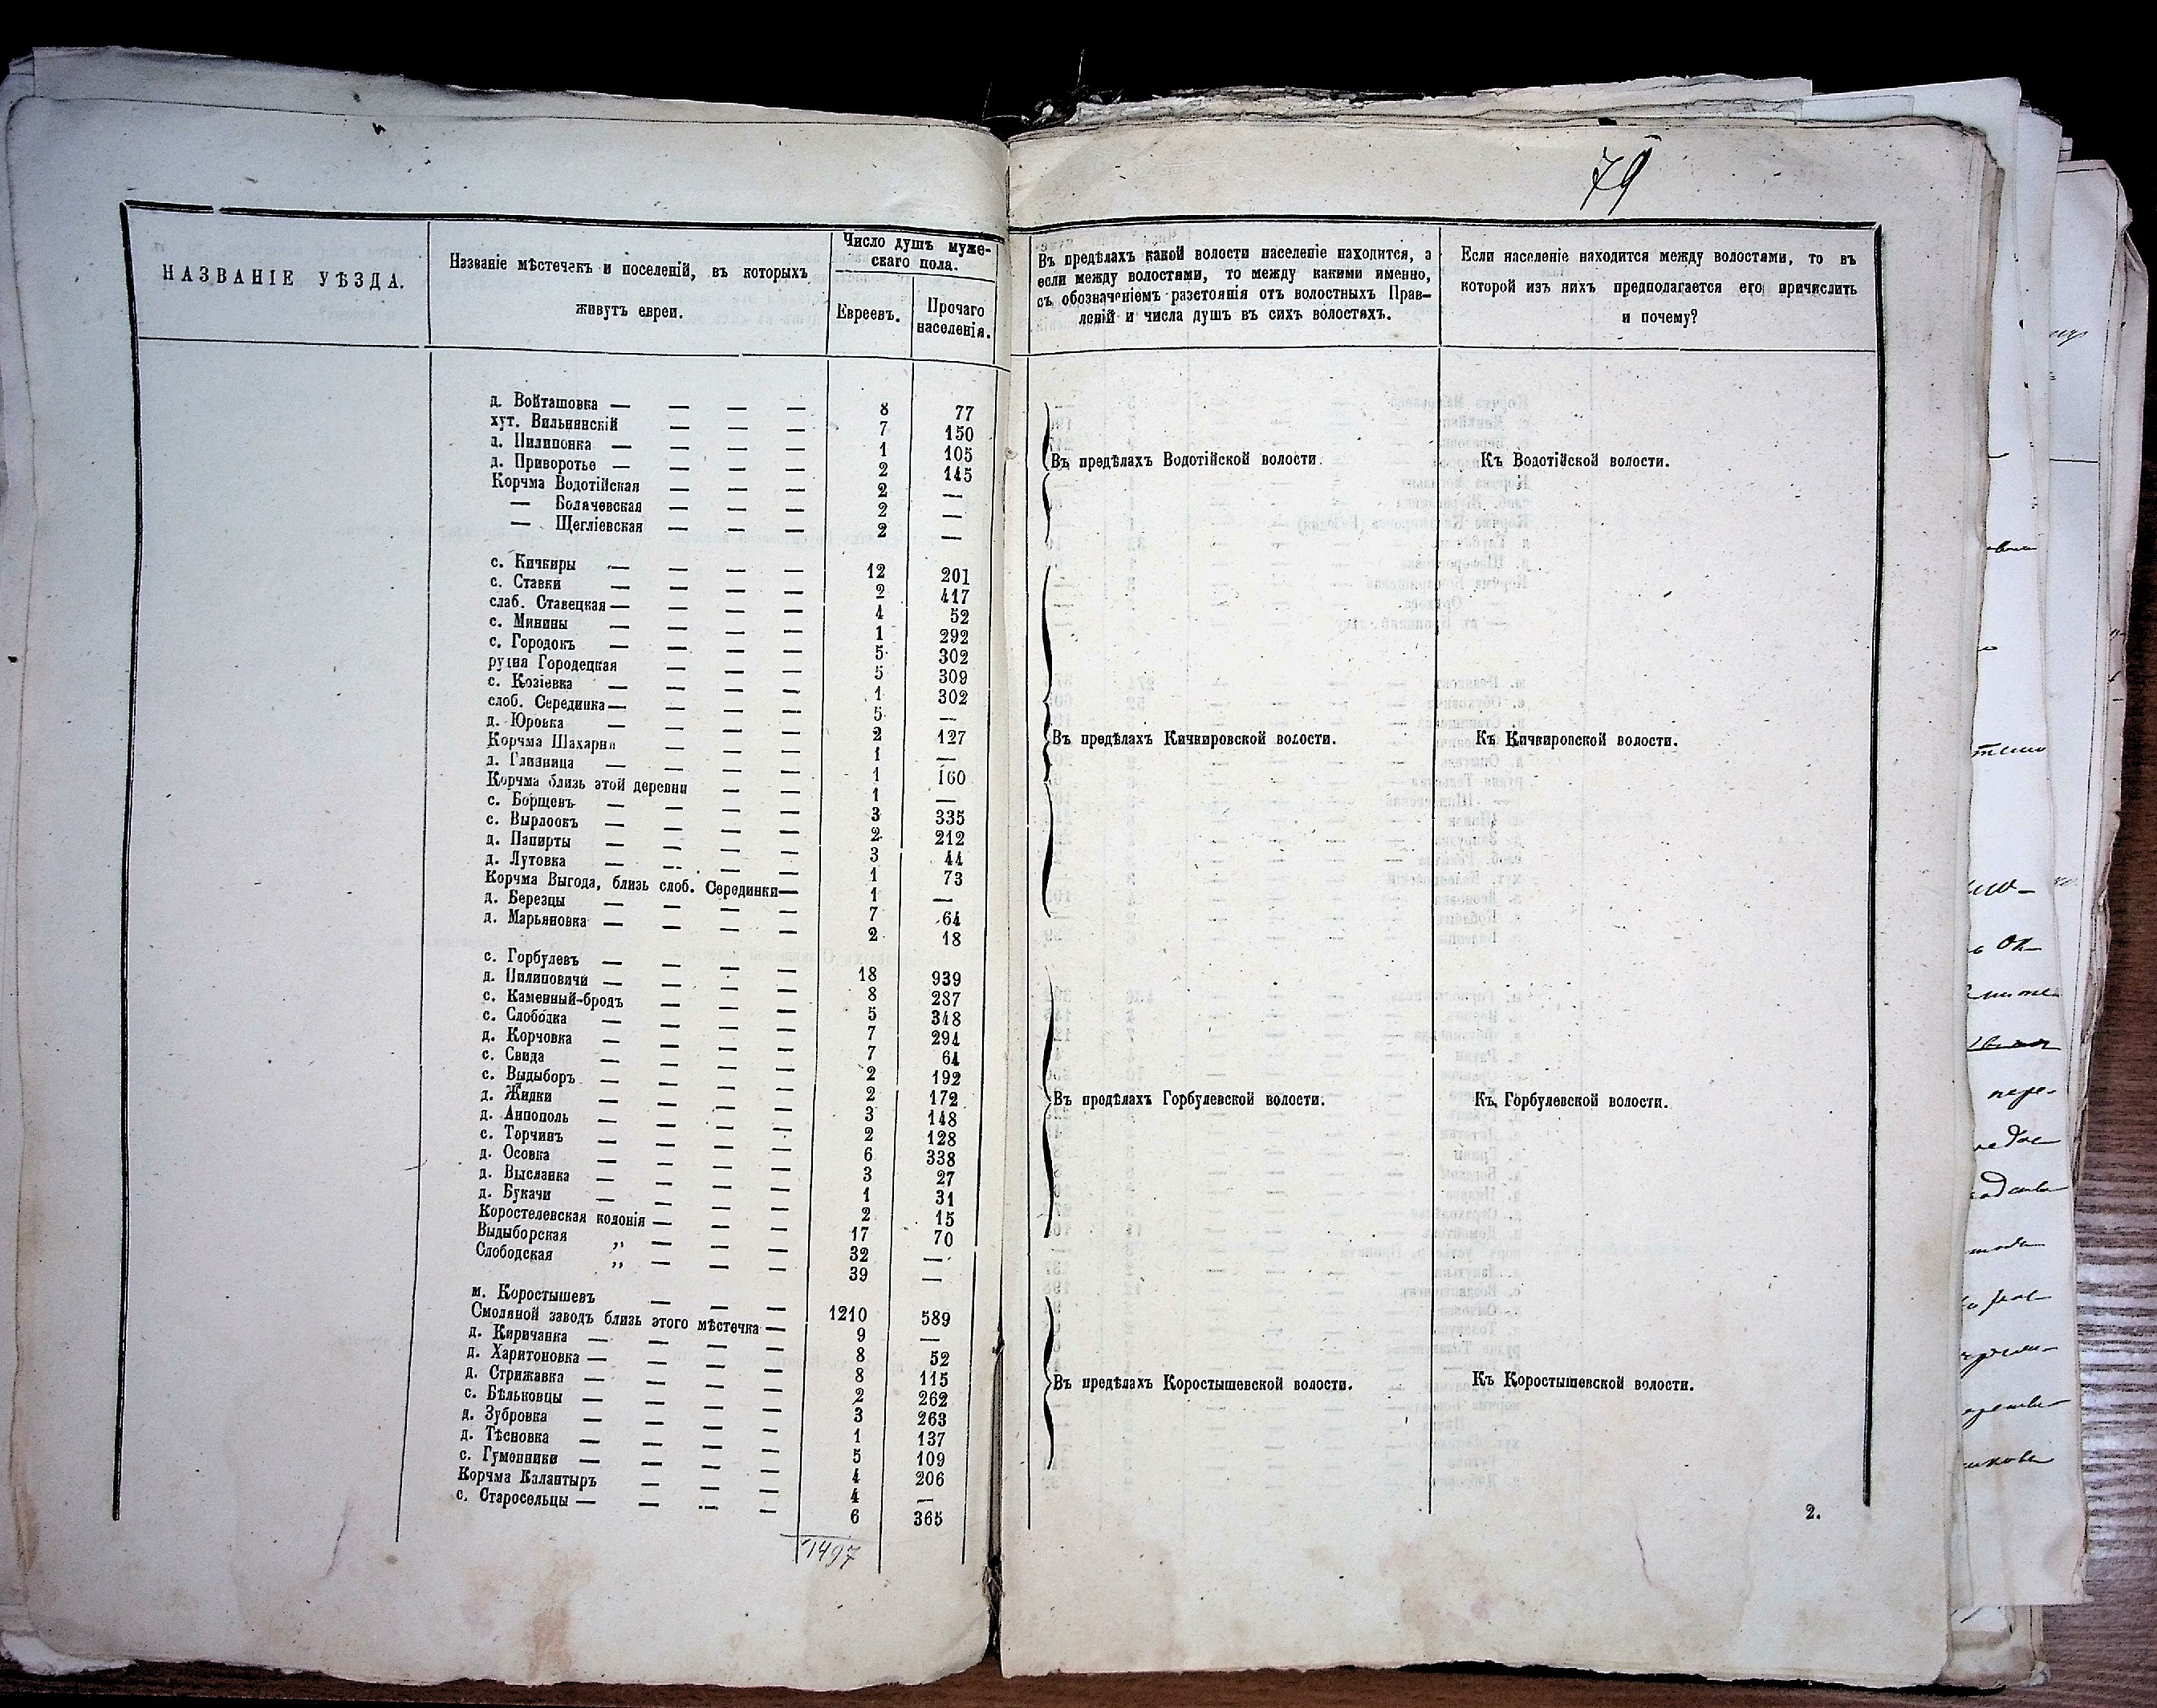 79
НАЗВАНІЕ УѢЗДА.
Названіе мѣстечекъ и поселеній, въ которыхъ
живутъ евреи.
Число душъ муже-
скаго пола.
Евреевъ.
Прочаго
населенія.
Въ предѣлахъ какой волости населеніе находится, а
если между волостями, то между какими именно,
съ обозначеніемъ разстоянія отъ волостныхъ Прав-
леній и числа душъ въ сихъ волостяхъ.
Если населеніе находится между волостями, то въ
которой изъ нихъ предполагается его причислить
и почему?
д. Войташовка — — — — 8 77
хут. Вильнянскій — — — 7 150
д. Пилипонка — — — — 1 105
д. Приворотье — — — — 2 145
Корчма Водотійская — — — 2 —
— Болячевская — — — 2 —
— Щегліевская — — — 2 —
Въ предѣлахъ Водотійской волости.
Къ Водотійской волости.
с. Кичкиры — — — — 12 201
с. Ставки — — — — 2 417
слаб. Ставецкая — — — — 4 52
с. Минины — — — — 1 292
с. Городокъ — — — — 5 302
рудня Городецкая — — — 5 309
с. Козіевка — — — — 1 302
слоб. Серединка — — — — 5 —
д. Юровка — — — — 2 127
Корчма Шахарня — — — 1 —
д. Глизница — — — — 1 160
Корчма близь этой деревни — — 1 —
с. Борщевъ — — — — 3 335
с. Вырлоокъ — — — — 2 212
д. Папирты — — — — 3 44
д. Лутовка — — — — 1 73
Корчма Выгода, близь слоб. Серединки — 1 —
д. Березцы — — — — 7 64
д. Марьяновка — — — — 2 18
Въ предѣлахъ Кичкировской волости.
Къ Кичкировской волости.
с. Горбулевъ — — — — 18 939
д. Пилиповичи — — — — 8 287
с. Каменный-бродъ — — — 5 348
с. Слободка — — — — 7 294
д. Корчовка — — — — 7 64
с. Свида — — — — 2 192
с. Выдыборъ — — — — 2 172
д. Жидки — — — — 3 148
д. Аннополь — — — — 2 128
с. Торчинъ — — — — 6 338
д. Осовка — — — — 3 27
д. Высланка — — — — 1 31
д. Букачи — — — — 2 15
Коростелевская колонія — — — 17 70
Выдыборская „ — — — 32 —
Слободская „ — — — 39 —
Въ предѣлахъ Горбулевской волости.
Къ Горбулевской волости.
м. Коростышевъ — — — 1210 589
Смоляной заводъ близь этого мѣстечка — 9 —
д. Киричанка — — — — 8 52
д. Харитоновка — — — — 8 115
д. Стрижавка — — — — 2 262
с. Бѣльковцы — — — — 3 263
д. Зубровка — — — — 1 137
д. Тѣсновка — — — — 5 109
с. Гуменники — — — — 4 206
Корчма Калантыръ — — — 4 —
с. Старосельцы — — — — 6 365
Въ предѣлахъ Коростышевской волости.
Къ Коростышевской волости.
1497
2.